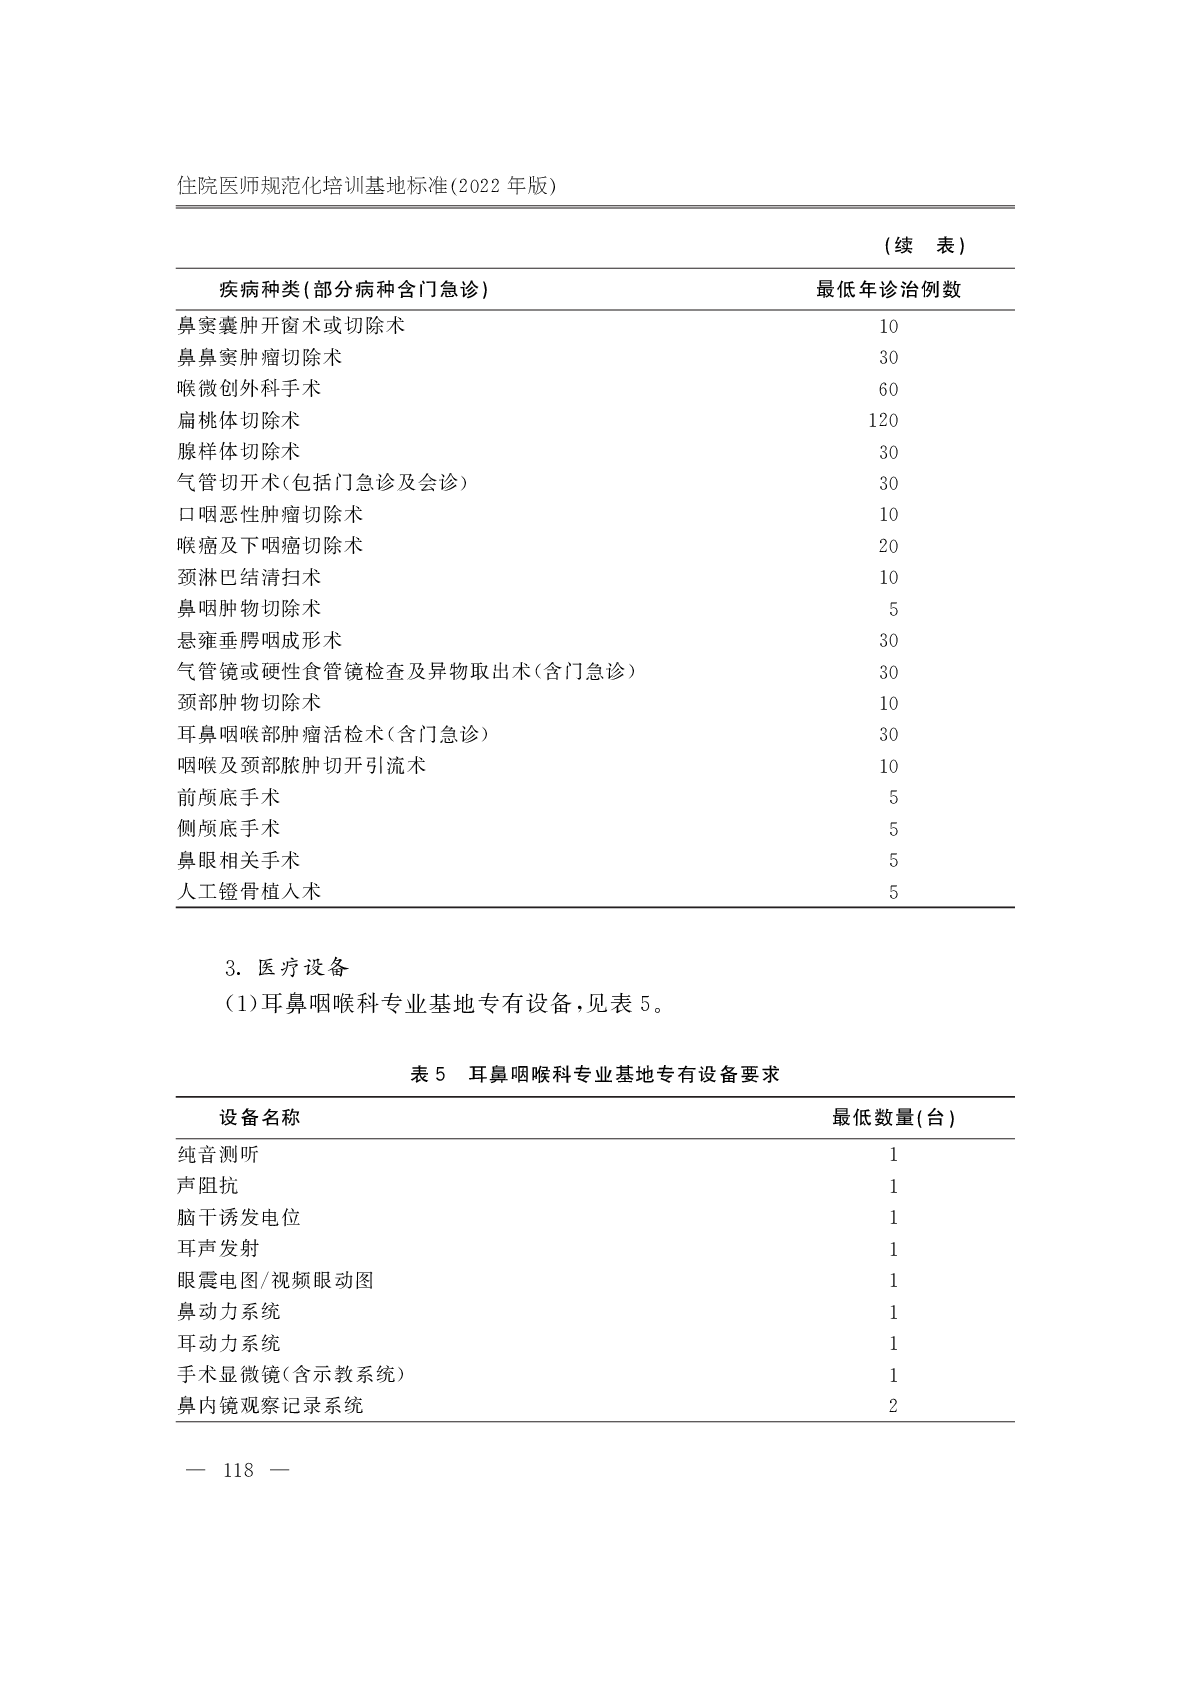 住院医师规范化培训基地标准(2022 年版)
(续　表)
疾病种类(部分病种含门急诊)　最低年诊治例数
鼻窦囊肿开窗术或切除术　10
鼻鼻窦肿瘤切除术　30
喉微创外科手术　60
扁桃体切除术　120
腺样体切除术　30
气管切开术(包括门急诊及会诊)　30
口咽恶性肿瘤切除术　10
喉癌及下咽癌切除术　20
颈淋巴结清扫术　10
鼻咽肿物切除术　5
悬雍垂腭咽成形术　30
气管镜或硬性食管镜检查及异物取出术(含门急诊)　30
颈部肿物切除术　10
耳鼻咽喉部肿瘤活检术(含门急诊)　30
咽喉及颈部脓肿切开引流术　10
前颅底手术　5
侧颅底手术　5
鼻眼相关手术　5
人工镫骨植入术　5
3. 医疗设备
(1)耳鼻咽喉科专业基地专有设备,见表 5。
表 5　耳鼻咽喉科专业基地专有设备要求
设备名称　最低数量(台)
纯音测听　1
声阻抗　1
脑干诱发电位　1
耳声发射　1
眼震电图/视频眼动图　1
鼻动力系统　1
耳动力系统　1
手术显微镜(含示教系统)　1
鼻内镜观察记录系统　2
— 118 —